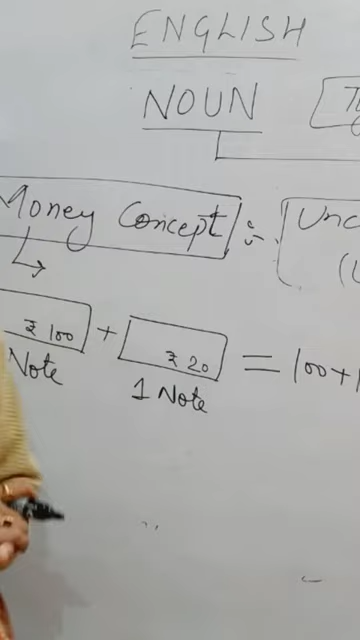 ENGLISH
NOUN
Money Concept :-
₹ 100 + ₹ 20 = 100 +
Note 1 Note